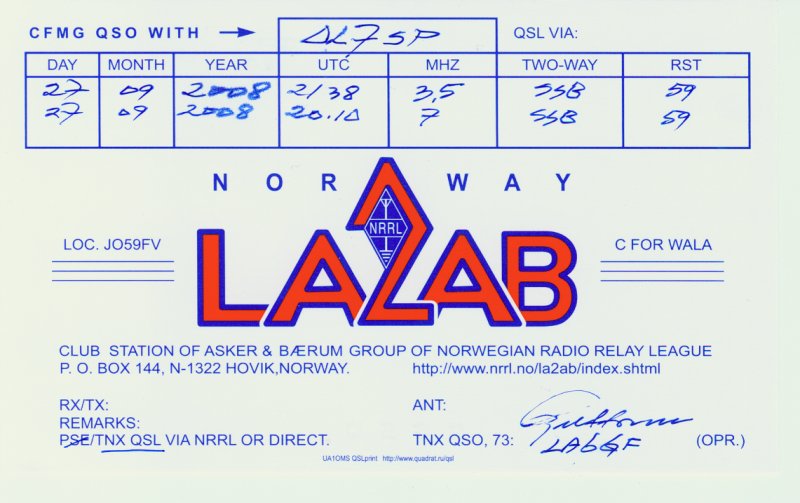 CFMG QSO WITH → DL7SP QSL VIA:
DAY MONTH YEAR UTC MHZ TWO-WAY RST
27 09 2008 2138 3,5 SSB 59
27 09 2008 20.10 7 SSB 59
NORWAY
NRRL
LOC. JO59FV LA2AB C FOR WALA
CLUB STATION OF ASKER & BÆRUM GROUP OF NORWEGIAN RADIO RELAY LEAGUE
P. O. BOX 144, N-1322 HOVIK,NORWAY. http://www.nrrl.no/la2ab/index.shtml
RX/TX: ANT:
REMARKS:
PSE/TNX QSL VIA NRRL OR DIRECT. TNX QSO, 73: LA6GF (OPR.)
UA1OMS QSLprint http://www.quadrat.ru/qsl